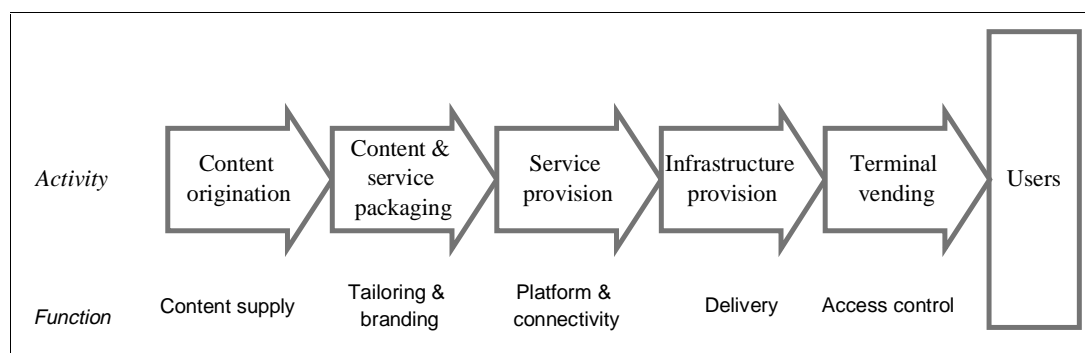 Activity
Content
origination
Content &
service
packaging
Service
provision
Infrastructure
provision
Terminal
vending
Users
Function
Content supply
Tailoring &
branding
Platform &
connectivity
Delivery
Access control